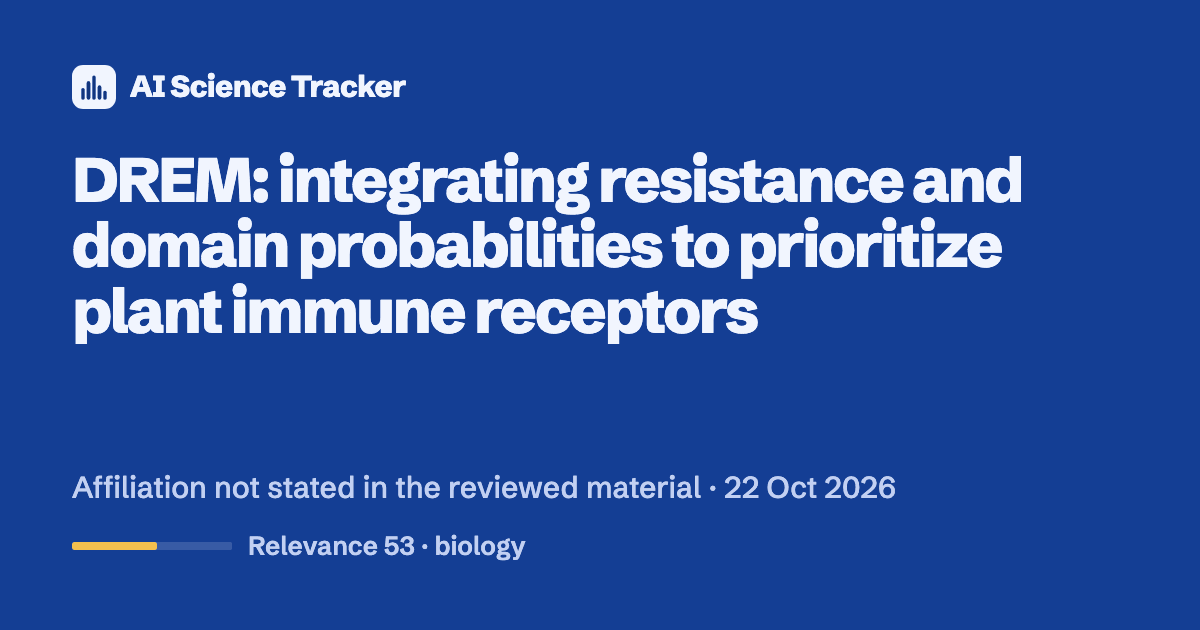 AI Science Tracker
DREM: integrating resistance and
domain probabilities to prioritize
plant immune receptors
Affiliation not stated in the reviewed material · 22 Oct 2026
Relevance 53 · biology